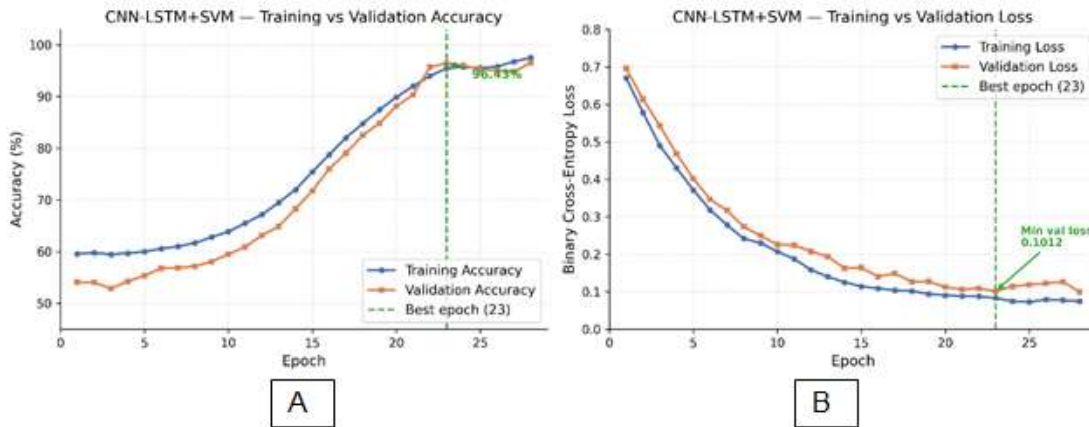 CNN-LSTM+SVM — Training vs Validation Accuracy
100
90
80
70
60
50
Accuracy (%)
96.43%
Training Accuracy
Validation Accuracy
Best epoch (23)
0
5
10
15
20
25
Epoch
A
CNN-LSTM+SVM — Training vs Validation Loss
0.8
0.7
0.6
0.5
0.4
0.3
0.2
0.1
0.0
Binary Cross-Entropy Loss
Training Loss
Validation Loss
Best epoch (23)
Min val loss
0.1012
0
5
10
15
20
25
Epoch
B